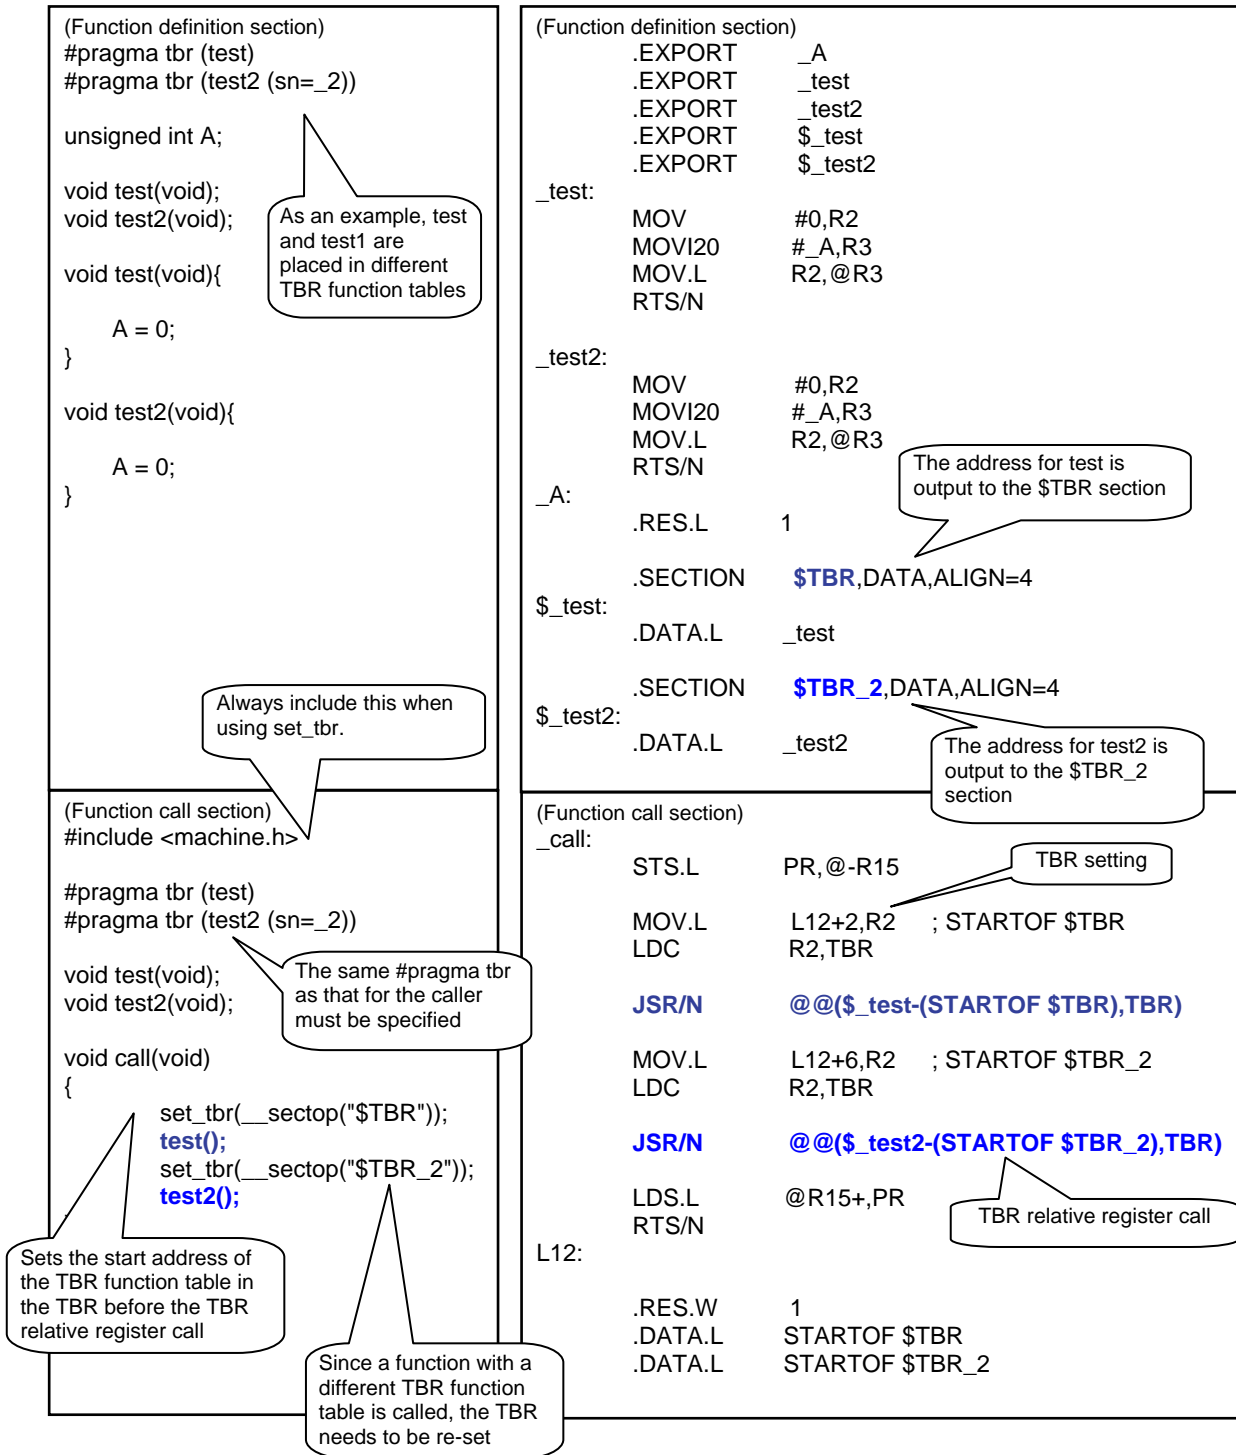 (Function definition section)
#pragma tbr (test)
#pragma tbr (test2 (sn=_2))
unsigned int A;
void test(void);
void test2(void);
void test(void){
A = 0;
}
void test2(void){
A = 0;
}
As an example, test
and test1 are
placed in different
TBR function tables
(Function definition section)
.EXPORT _A
.EXPORT _test
.EXPORT _test2
.EXPORT $_test
.EXPORT $_test2
_test:
MOV #0,R2
MOVI20 #_A,R3
MOV.L R2,@R3
RTS/N
_test2:
MOV #0,R2
MOVI20 #_A,R3
MOV.L R2,@R3
RTS/N
_A:
.RES.L 1
The address for test is
output to the $TBR section
.SECTION $TBR,DATA,ALIGN=4
$_test:
.DATA.L _test
.SECTION $TBR_2,DATA,ALIGN=4
$_test2:
.DATA.L _test2
The address for test2 is
output to the $TBR_2
section
Always include this when
using set_tbr.
(Function call section)
#include <machine.h>
#pragma tbr (test)
#pragma tbr (test2 (sn=_2))
void test(void);
void test2(void);
The same #pragma tbr
as that for the caller
must be specified
void call(void)
{
set_tbr(__sectop("$TBR"));
test();
set_tbr(__sectop("$TBR_2"));
test2();
Sets the start address of
the TBR function table in
the TBR before the TBR
relative register call
Since a function with a
different TBR function
table is called, the TBR
needs to be re-set
(Function call section)
_call:
STS.L PR,@-R15
TBR setting
MOV.L L12+2,R2 ; STARTOF $TBR
LDC R2,TBR
JSR/N @@($_test-(STARTOF $TBR),TBR)
MOV.L L12+6,R2 ; STARTOF $TBR_2
LDC R2,TBR
JSR/N @@($_test2-(STARTOF $TBR_2),TBR)
LDS.L @R15+,PR
RTS/N
TBR relative register call
L12:
.RES.W 1
.DATA.L STARTOF $TBR
.DATA.L STARTOF $TBR_2